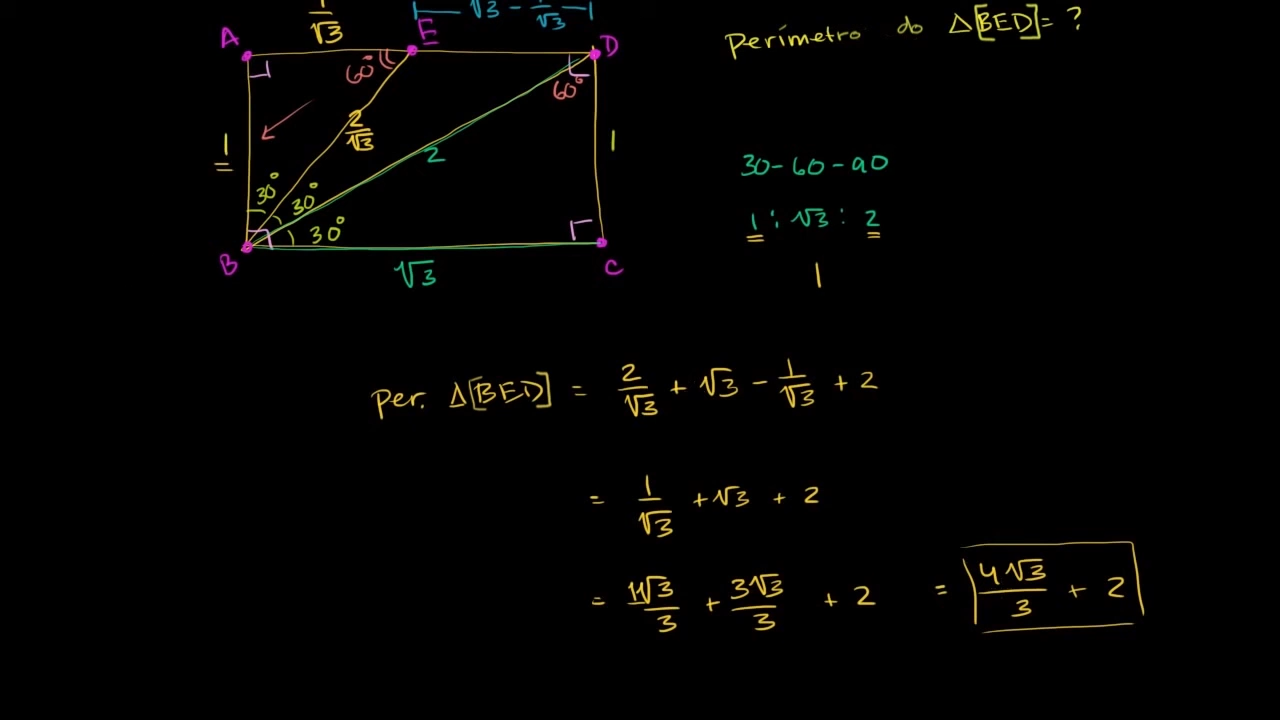 1/√3
√3 - 1/√3
A
E
D
Perímetro do Δ[BED] = ?
60°
60°
1
2/√3
2
1
30 - 60 - 90
30°
30°
30°
1 : √3 : 2
B
√3
C
1
Per. Δ[BED] = 2/√3 + √3 - 1/√3 + 2
= 1/√3 + √3 + 2
= 1√3/3 + 3√3/3 + 2 = 4√3/3 + 2